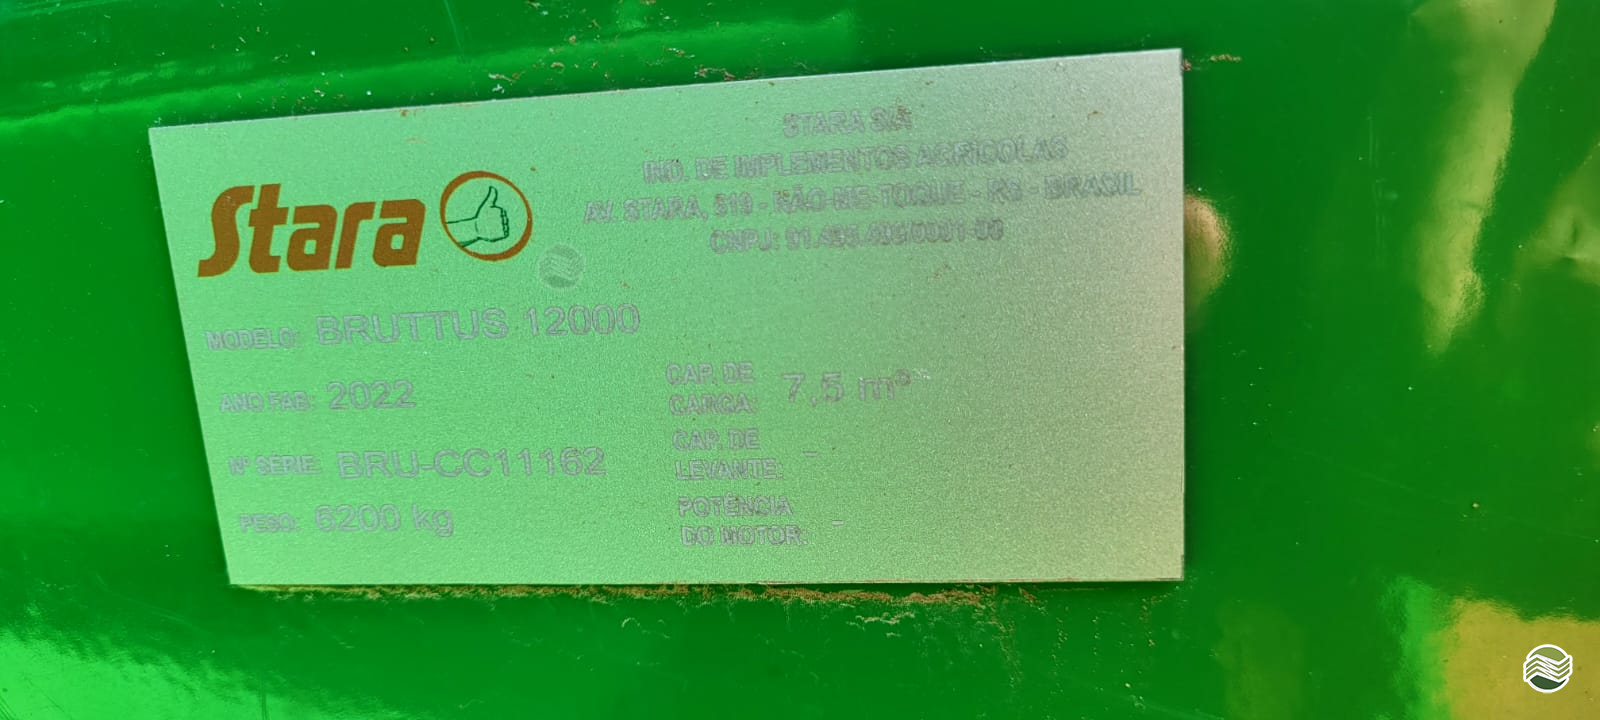 Stara
STARA S/A
IND. DE IMPLEMENTOS AGRÍCOLAS
AV. STARA, 519 - NÃO-ME-TOQUE - RS - BRASIL
CNPJ:
MODELO: BRUTTUS 12000
ANO FAB: 2022
Nº SÉRIE: BRU-CC11162
PESO: 6200 kg
CAP. DE
CARGA: 7,5 m³
CAP. DE
LEVANTE: -
POTÊNCIA
DO MOTOR: -